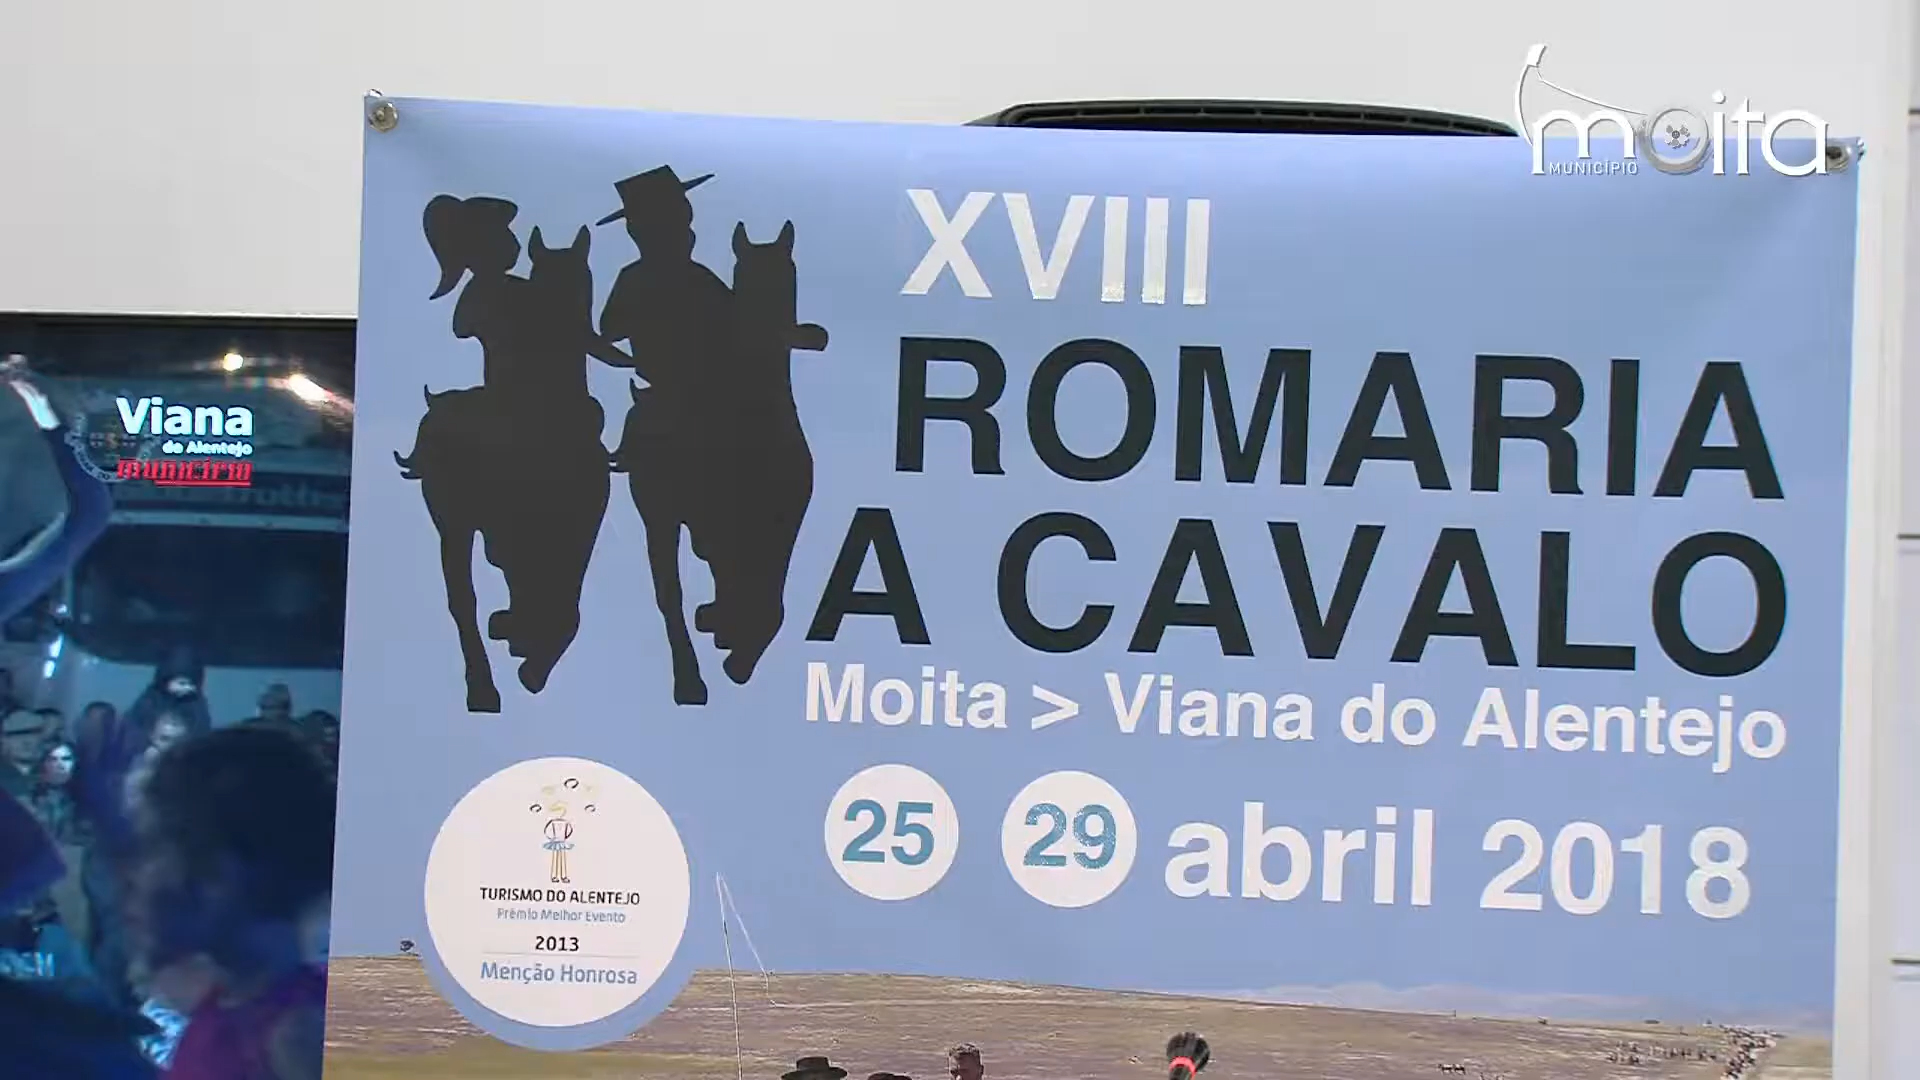 moita
MUNICÍPIO
XVIII
ROMARIA
A CAVALO
Moita > Viana do Alentejo
25 29 abril 2018
TURISMO DO ALENTEJO
Prémio Melhor Evento
2013
Menção Honrosa
Viana
do Alentejo
município